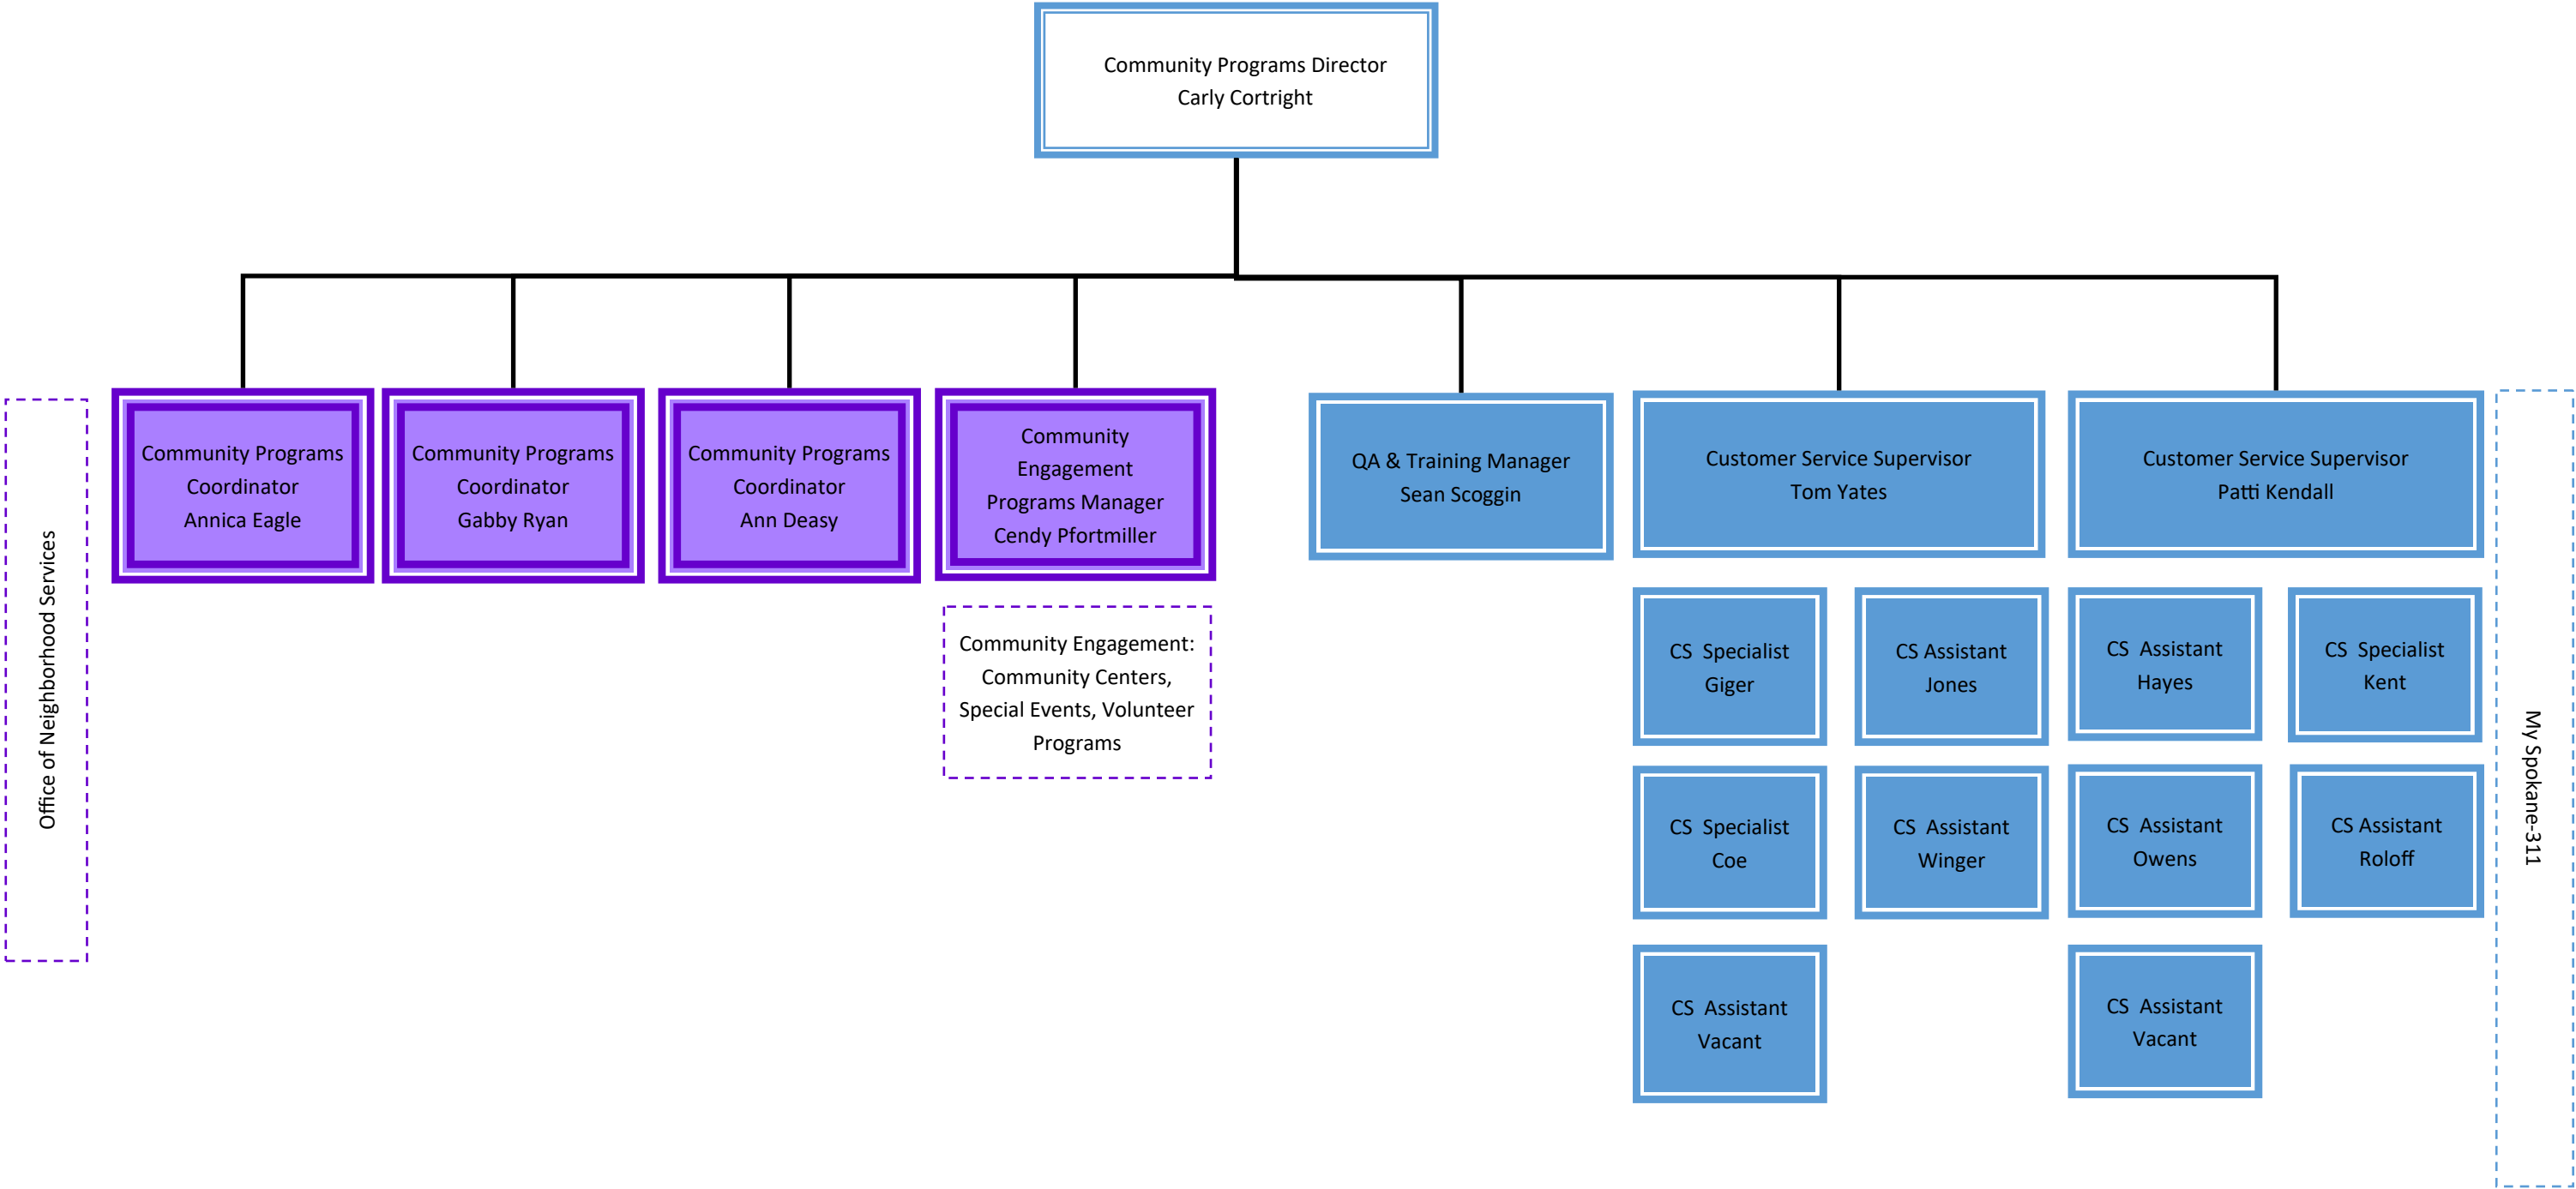 Community Programs Director
Carly Cortright
Office of Neighborhood Services
Community Programs
Coordinator
Annica Eagle
Community Programs
Coordinator
Gabby Ryan
Community Programs
Coordinator
Ann Deasy
Community
Engagement
Programs Manager
Cendy Pfortmiller
Community Engagement:
Community Centers,
Special Events, Volunteer
Programs
QA & Training Manager
Sean Scoggin
Customer Service Supervisor
Tom Yates
CS Specialist
Giger
CS Assistant
Jones
CS Specialist
Coe
CS Assistant
Winger
CS Assistant
Vacant
Customer Service Supervisor
Patti Kendall
CS Assistant
Hayes
CS Specialist
Kent
CS Assistant
Owens
CS Assistant
Roloff
CS Assistant
Vacant
My Spokane-311